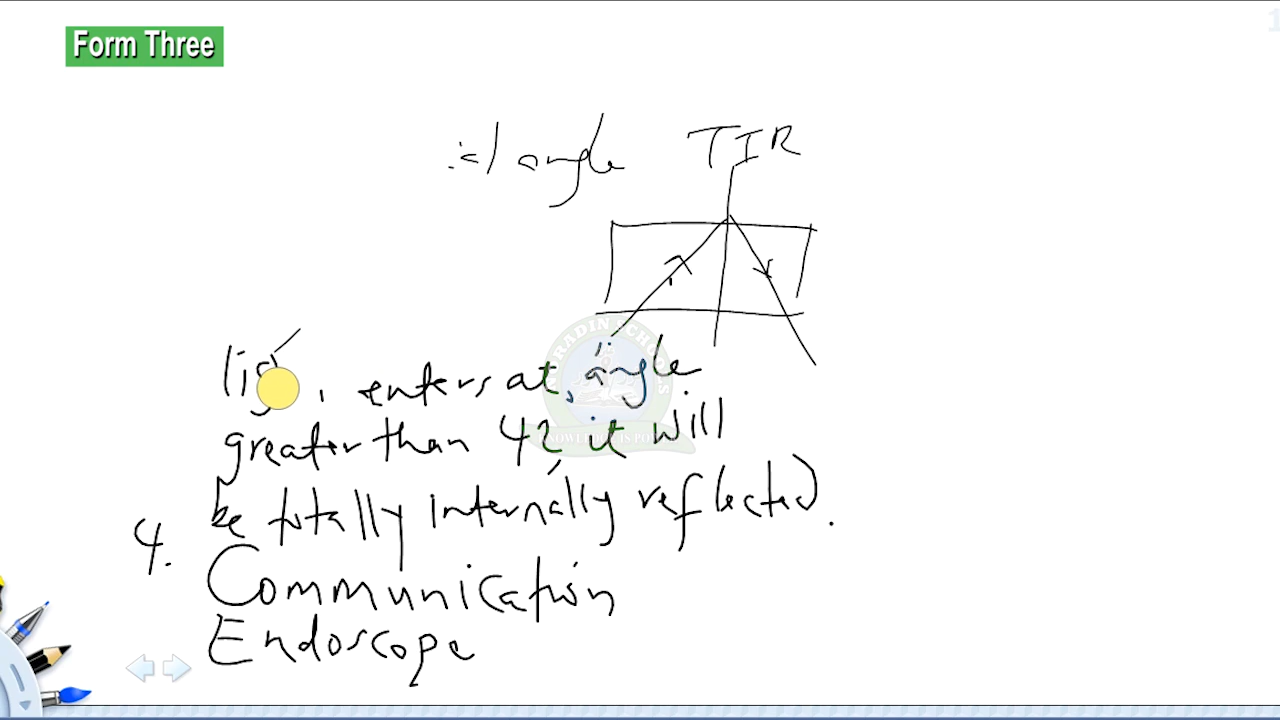 Form Three
angle TIR
enters at, angle
greater than 42, it will
be totally internally reflected.
4.
Communication
Endoscope